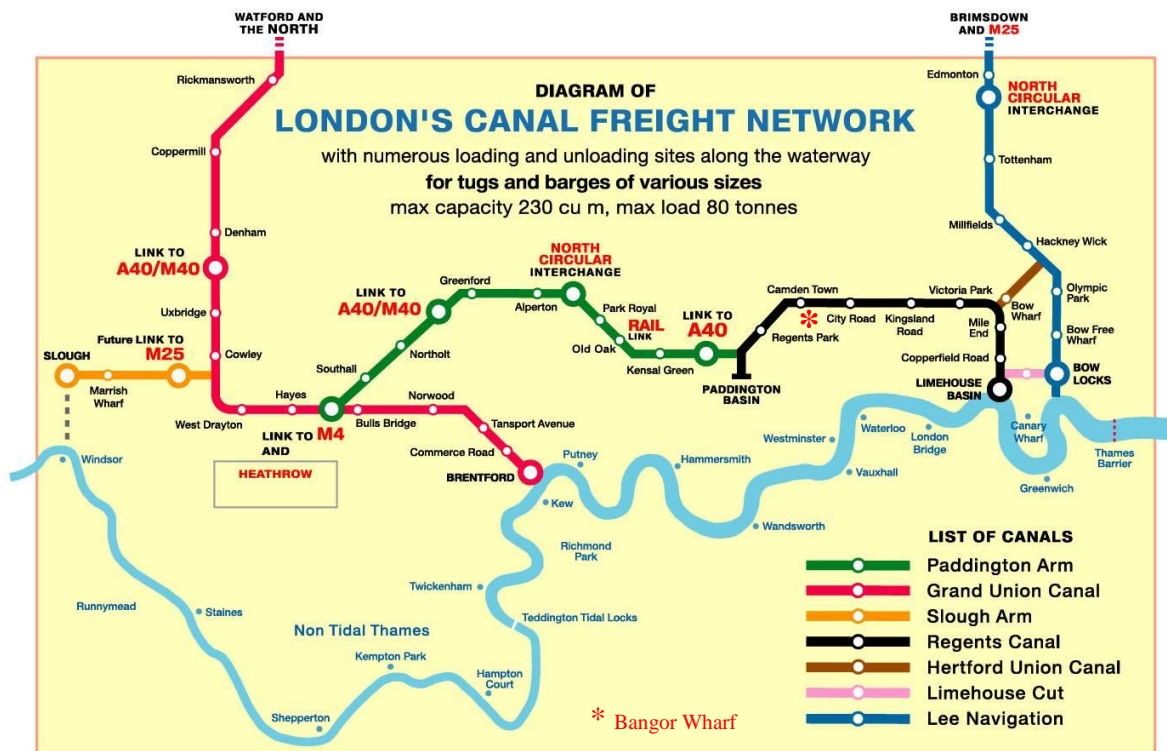 WATFORD AND
THE NORTH
BRIMSDOWN
AND M25
Rickmansworth
Edmonton
NORTH
CIRCULAR
INTERCHANGE
DIAGRAM OF
LONDON'S CANAL FREIGHT NETWORK
with numerous loading and unloading sites along the waterway
for tugs and barges of various sizes
max capacity 230 cu m, max load 80 tonnes
Coppermill
Tottenham
Denham
Millfields
Hackney Wick
LINK TO
A40/M40
NORTH
CIRCULAR
INTERCHANGE
Greenford
LINK TO
A40/M40
Alperton
Park Royal
RAIL
LINK
Old Oak
LINK TO
A40
Kensal Green
Camden Town
*
Regents Park
City Road
Kingsland
Road
Victoria Park
Bow
Wharf
Olympic
Park
Mile
End
Bow Free
Wharf
Copperfield Road
BOW
LOCKS
LIMEHOUSE
BASIN
PADDINGTON
BASIN
Uxbridge
Future LINK TO
M25
SLOUGH
Cowley
Northolt
Marrish
Wharf
Southall
Hayes
Norwood
West Drayton
LINK TO M4
AND
HEATHROW
Bulls Bridge
Tansport Avenue
Commerce Road
BRENTFORD
Putney
Kew
Hammersmith
Westminster
Waterloo
London
Bridge
Canary
Wharf
Thames
Barrier
Vauxhall
Greenwich
Wandsworth
Windsor
Richmond
Park
Twickenham
Teddington Tidal Locks
Runnymead
Staines
Non Tidal Thames
Kempton Park
Hampton
Court
Shepperton
* Bangor Wharf
LIST OF CANALS
Paddington Arm
Grand Union Canal
Slough Arm
Regents Canal
Hertford Union Canal
Limehouse Cut
Lee Navigation